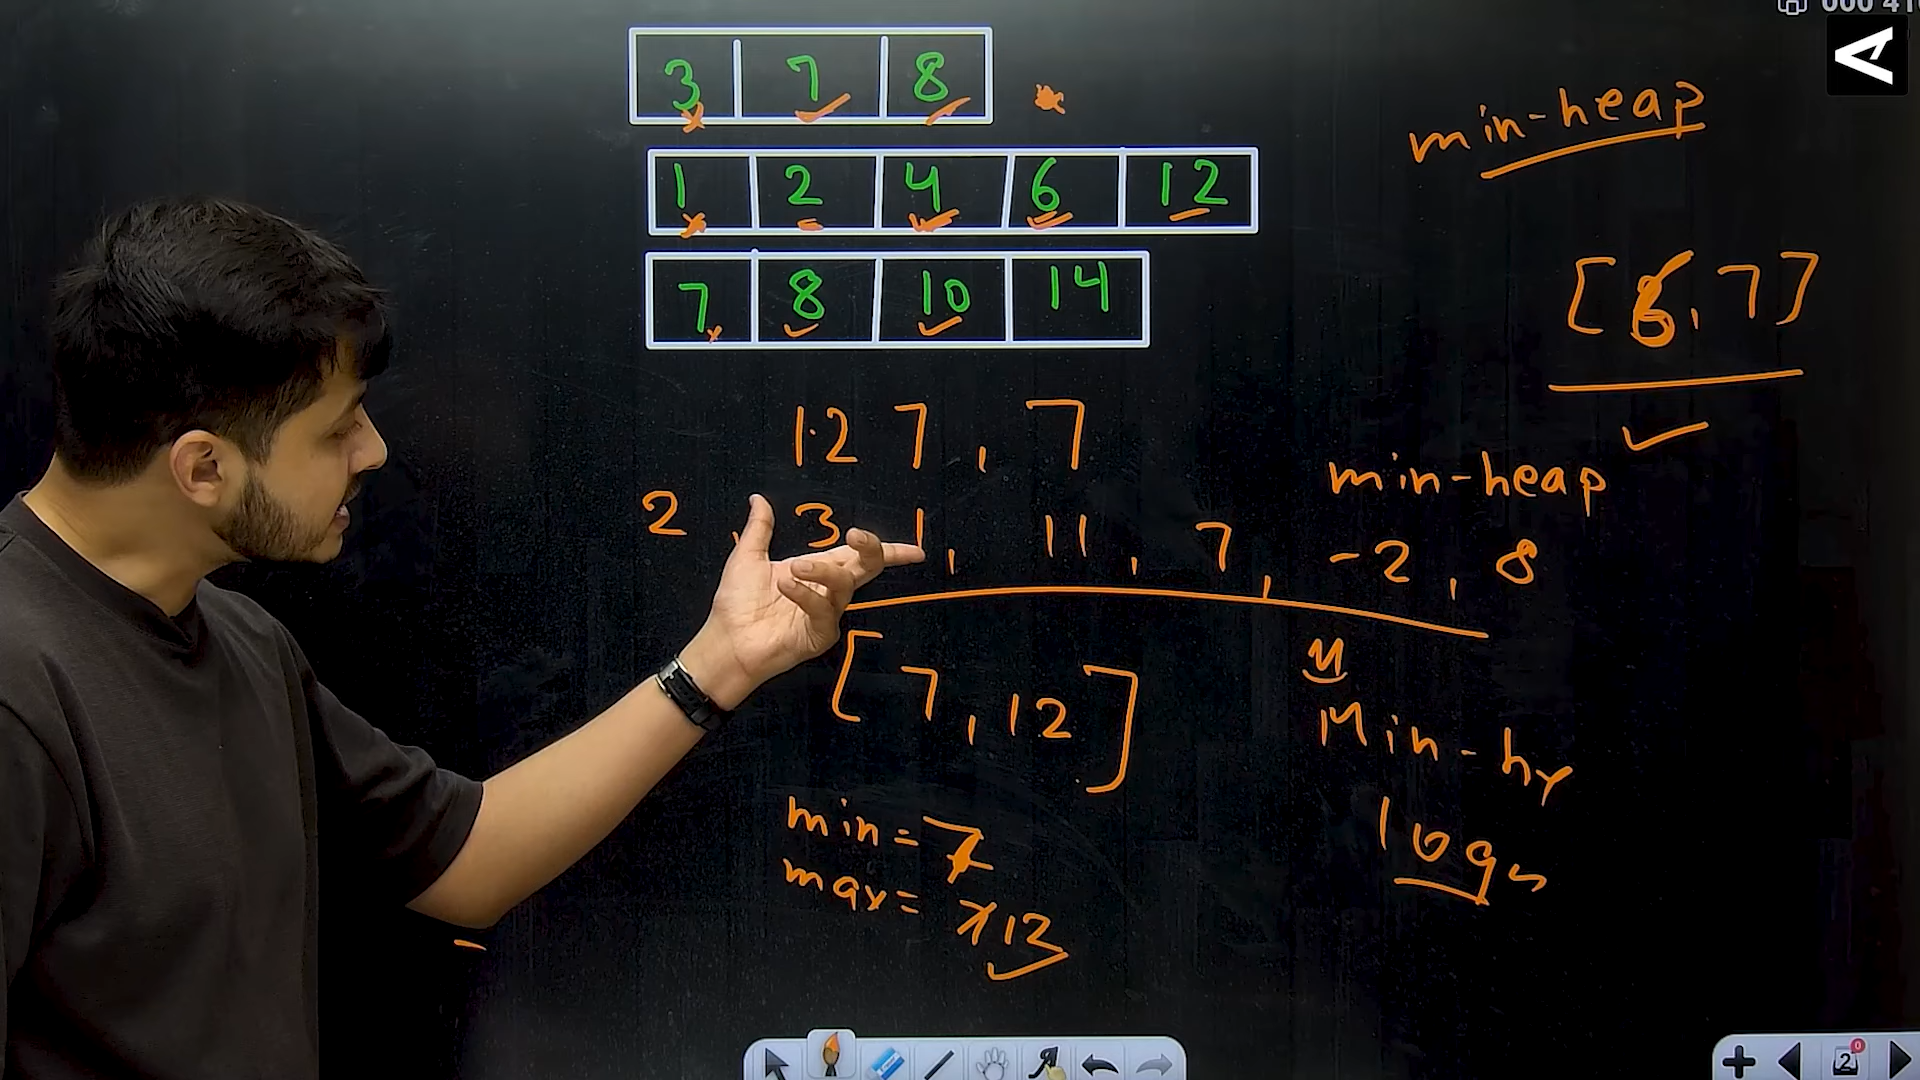 3 7 8
1 2 4 6 12
7 8 10 14
min-heap
[6, 7]
12 7, 7
min-heap
2, 3 1, 11, 7, -2, 8
[7, 12]
min = 7
max = 12
Min-hp
log